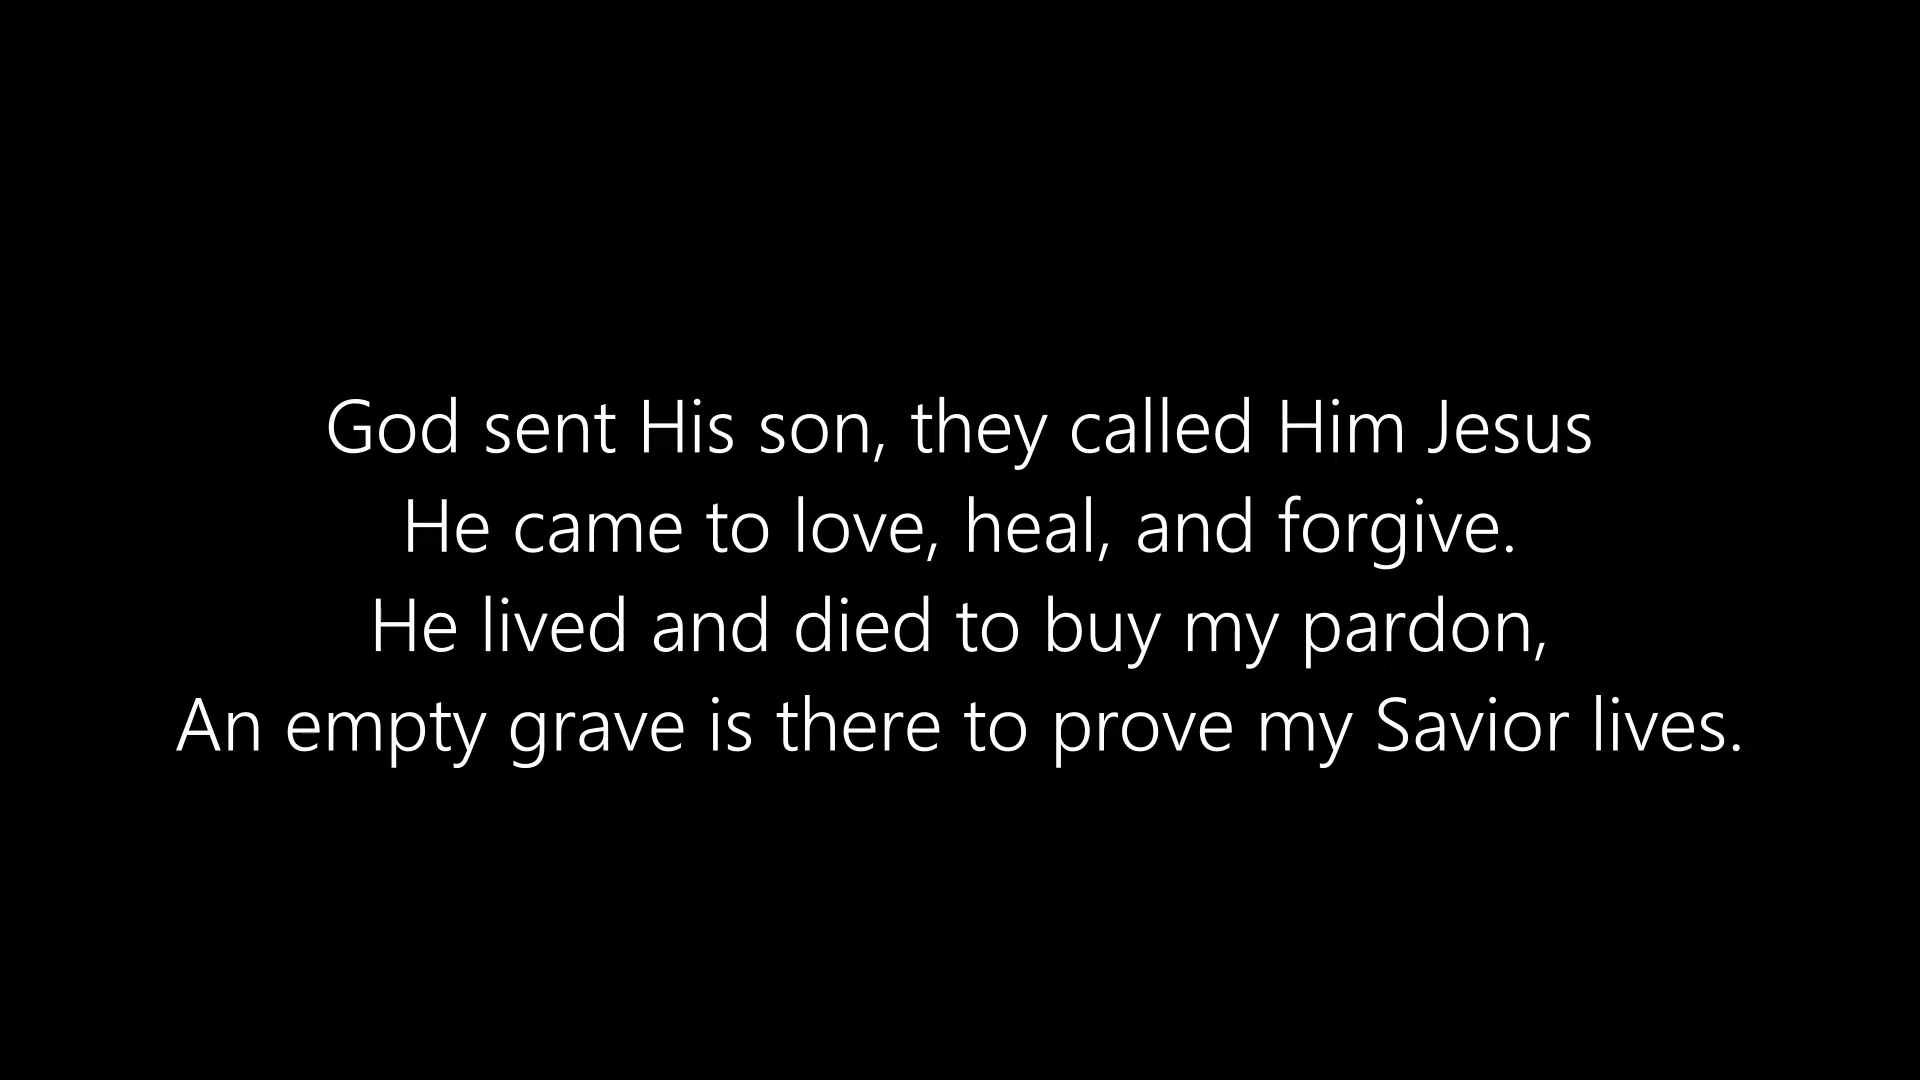 God sent His son, they called Him Jesus
He came to love, heal, and forgive.
He lived and died to buy my pardon,
An empty grave is there to prove my Savior lives.